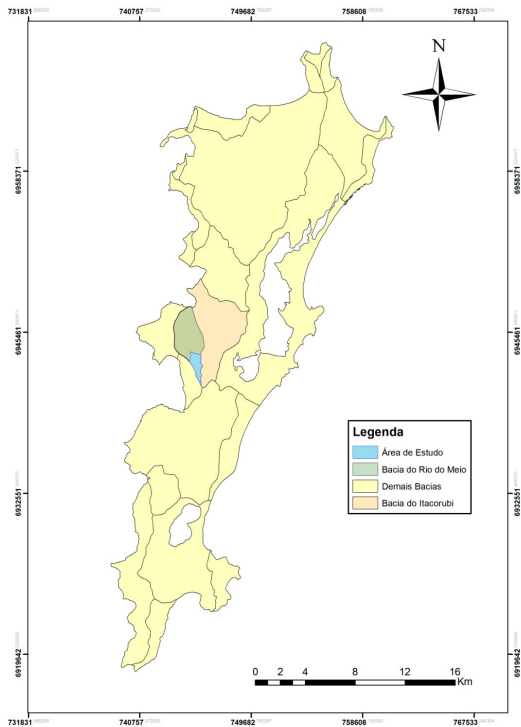 731831 740757 749682 758608 767533
N
6958371 6958371
6945461 6945461
Legenda
Área de Estudo
Bacia do Rio do Meio
Demais Bacias
Bacia do Itacorubi
6932551 6932551
6919642 6919642
0 2 4 8 12 16
Km
731831 740757 749682 758608 767533